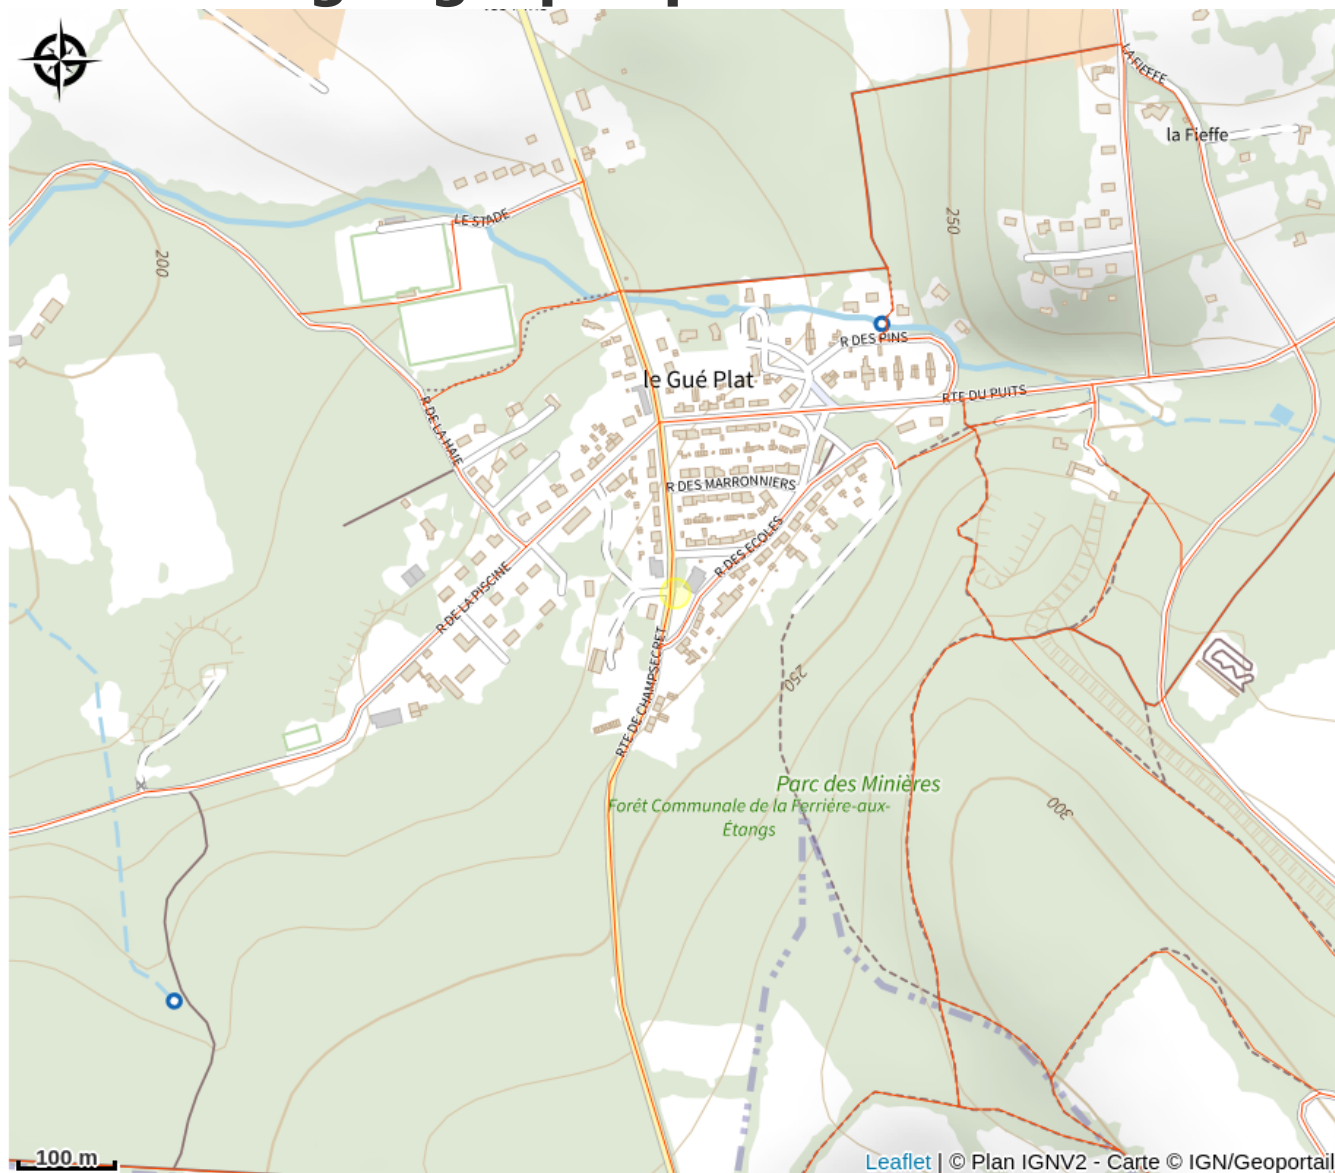 LA FIEFFE
la Fieffe
LE STADE
250
200
R DES PINS
le Gué Plat
RTE DU PUITS
R DE LA HAIE
R DES MARRONNIERS
R DES ECOLES
R DE LA PISCINE
RTE DE CHAMPSECRET
250
Parc des Minières
Forêt Communale de la Ferrière-aux-
Étangs
300
100 m
Leaflet | © Plan IGNV2 - Carte © IGN/Geoportail